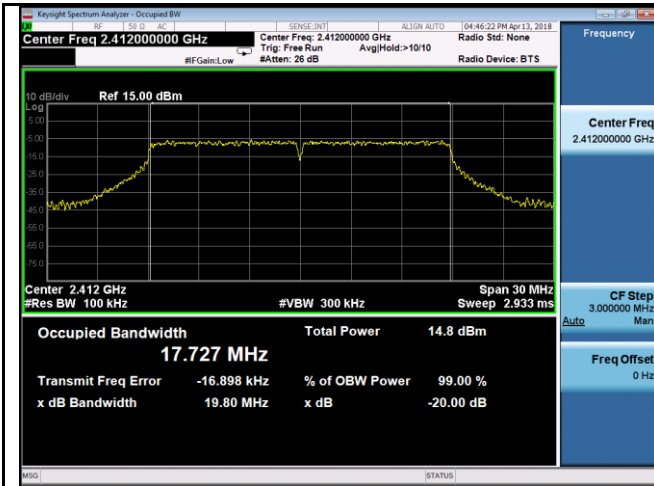 Keysight Spectrum Analyzer - Occupied BW
RF 50 Ω AC SENSE:INT ALIGN AUTO 04:46:22 PM Apr 13, 2018
Center Freq 2.412000000 GHz Center Freq: 2.412000000 GHz Radio Std: None
Trig: Free Run Avg|Hold:>10/10
#IFGain:Low #Atten: 26 dB Radio Device: BTS
10 dB/div Ref 15.00 dBm
Log
5.00
-5.00
-15.0
-25.0
-35.0
-45.0
-55.0
-65.0
-75.0
Center 2.412 GHz Span 30 MHz
#Res BW 100 kHz #VBW 300 kHz Sweep 2.933 ms
Occupied Bandwidth Total Power 14.8 dBm
17.727 MHz
Transmit Freq Error -16.898 kHz % of OBW Power 99.00 %
x dB Bandwidth 19.80 MHz x dB -20.00 dB
MSG STATUS
Frequency
Center Freq
2.412000000 GHz
CF Step
3.000000 MHz
Auto Man
Freq Offset
0 Hz